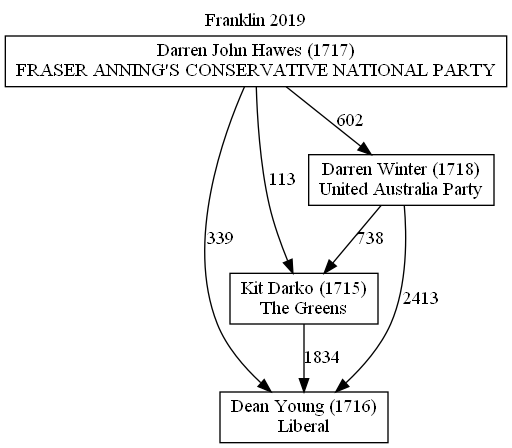 Franklin 2019
Darren John Hawes (1717)
FRASER ANNING'S CONSERVATIVE NATIONAL PARTY
602
Darren Winter (1718)
United Australia Party
113
339
738
Kit Darko (1715)
The Greens
2413
1834
Dean Young (1716)
Liberal